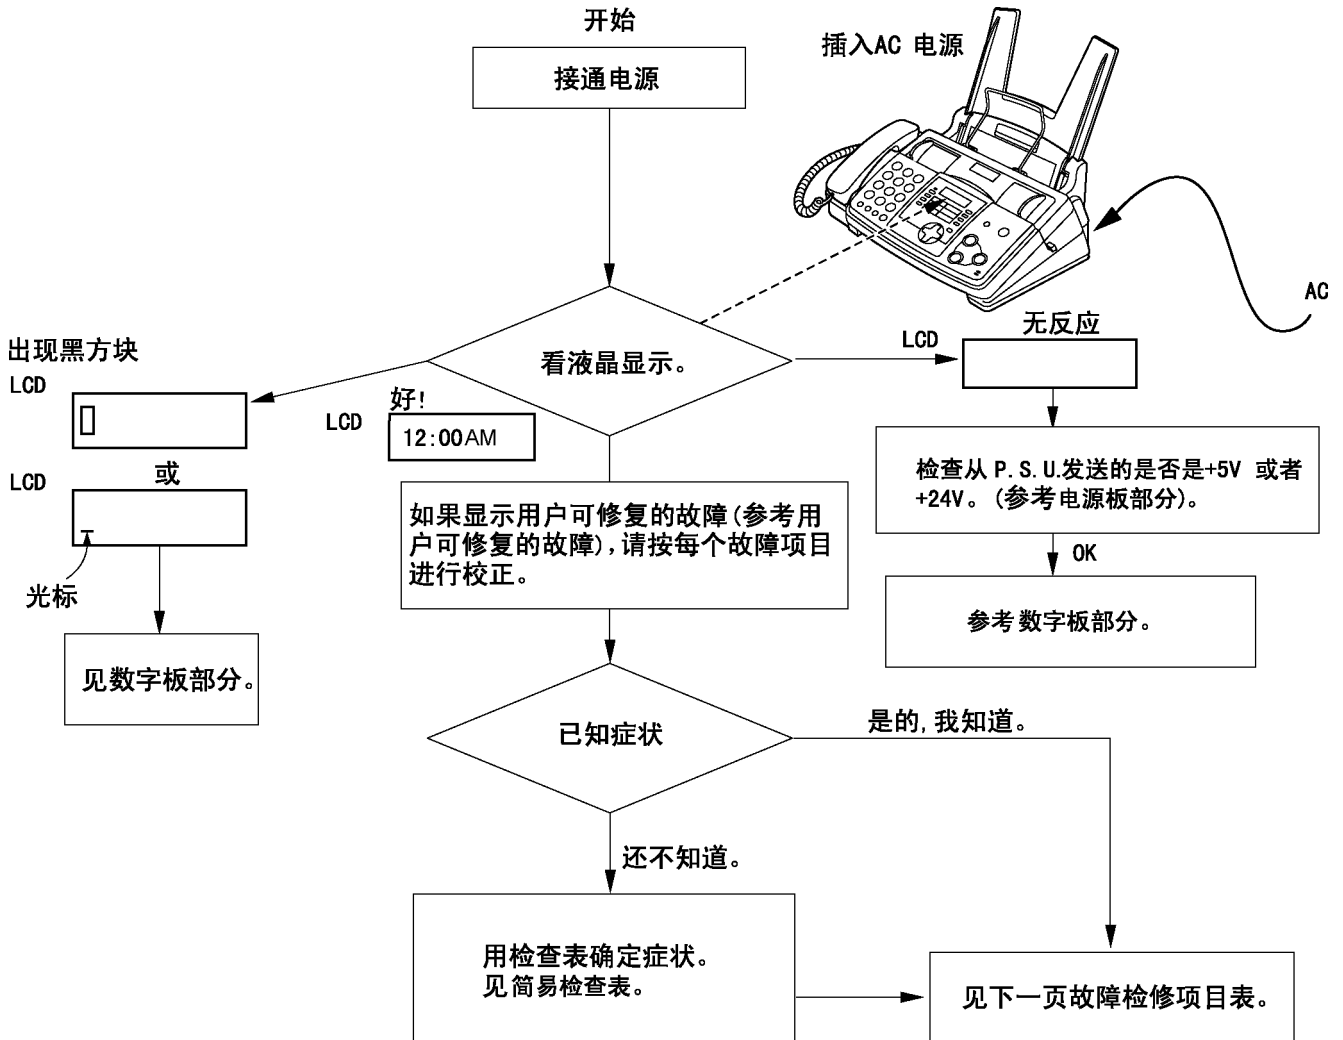 开始
接通电源
插入AC 电源
AC
看液晶显示。
LCD
无反应
出现黑方块
LCD
或
LCD
光标
见数字板部分。
好!
LCD
12:00AM
检查从 P.S.U.发送的是否是+5V 或者
+24V。(参考电源板部分)。
OK
参考数字板部分。
如果显示用户可修复的故障(参考用
户可修复的故障),请按每个故障项目
进行校正。
已知症状
是的,我知道。
还不知道。
用检查表确定症状。
见简易检查表。
见下一页故障检修项目表。